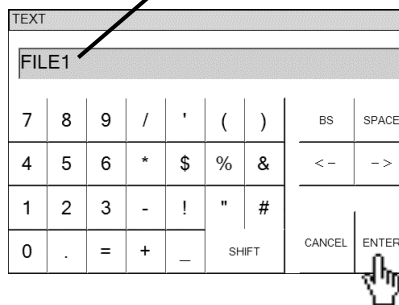 TEXT
FILE1
7 8 9 / ' ( ) BS SPACE
4 5 6 * $ % & <- ->
1 2 3 - ! " #
0 . = + _ SHIFT CANCEL ENTER